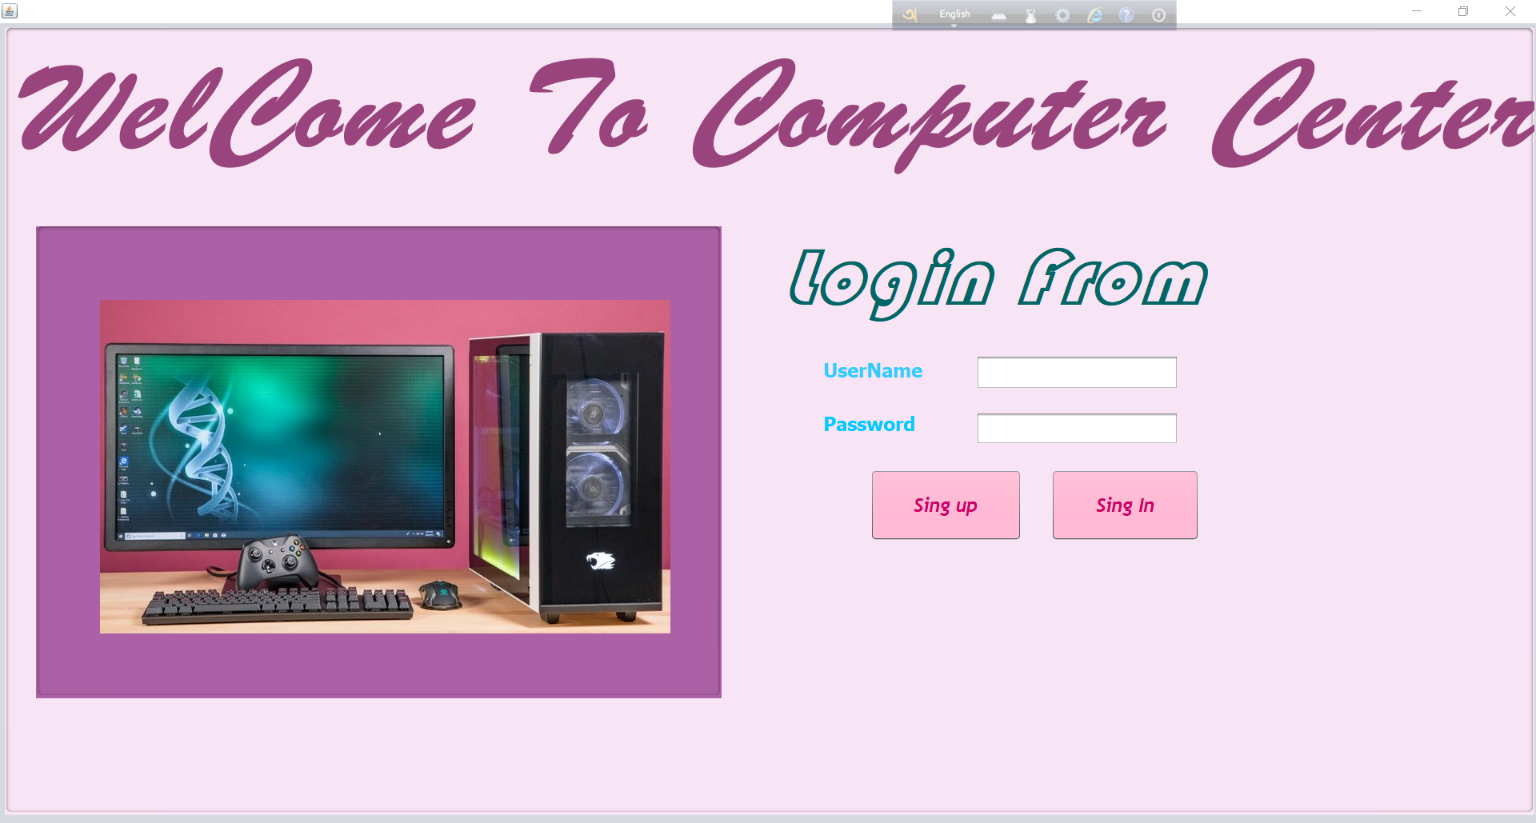 অ English
WelCome To Computer Center
Login From
UserName
Password
Sing up Sing In